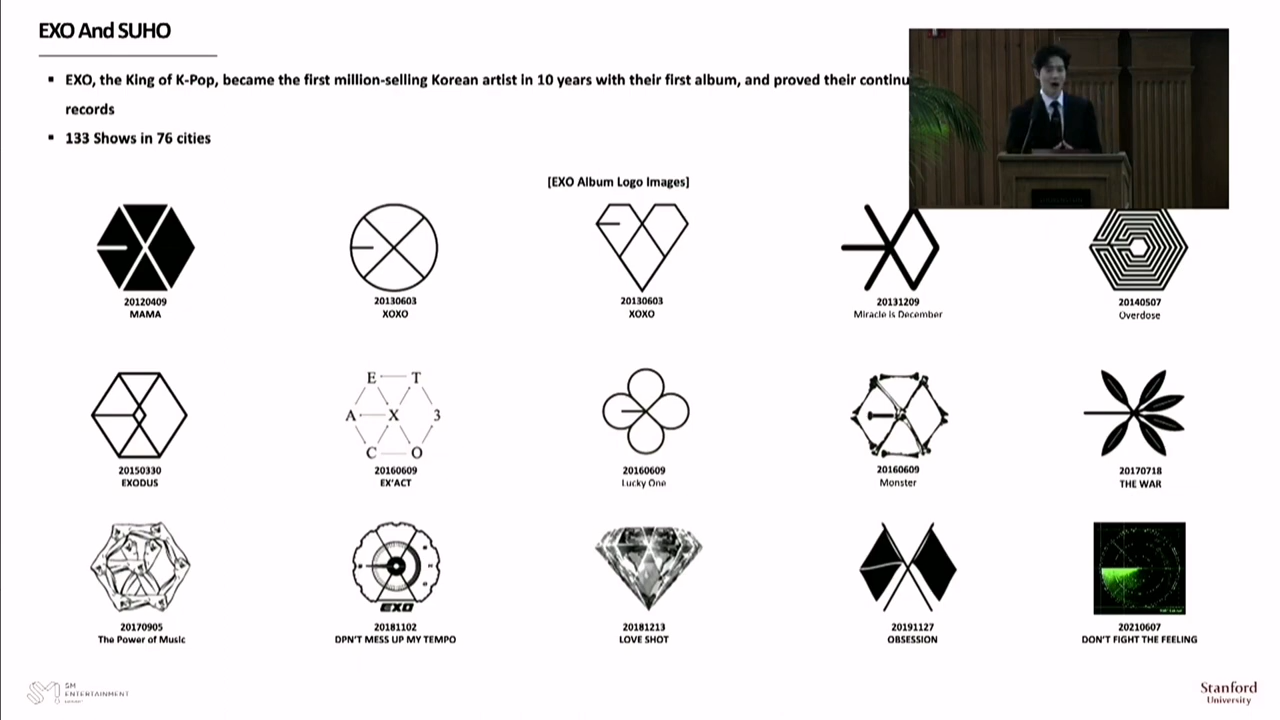 EXO And SUHO
▪ EXO, the King of K-Pop, became the first million-selling Korean artist in 10 years with their first album, and proved their continu
records
▪ 133 Shows in 76 cities
[EXO Album Logo Images]
20120409
MAMA
20130603
XOXO
20130603
XOXO
20131209
Miracle is December
20140507
Overdose
E T
A X 3
C O
20150330
EXODUS
20160609
EX'ACT
20160609
Lucky One
20160609
Monster
20170718
THE WAR
EXO
20170905
The Power of Music
20181102
DPN'T MESS UP MY TEMPO
20181213
LOVE SHOT
20191127
OBSESSION
20210607
DON'T FIGHT THE FEELING
SM
ENTERTAINMENT
Stanford
University